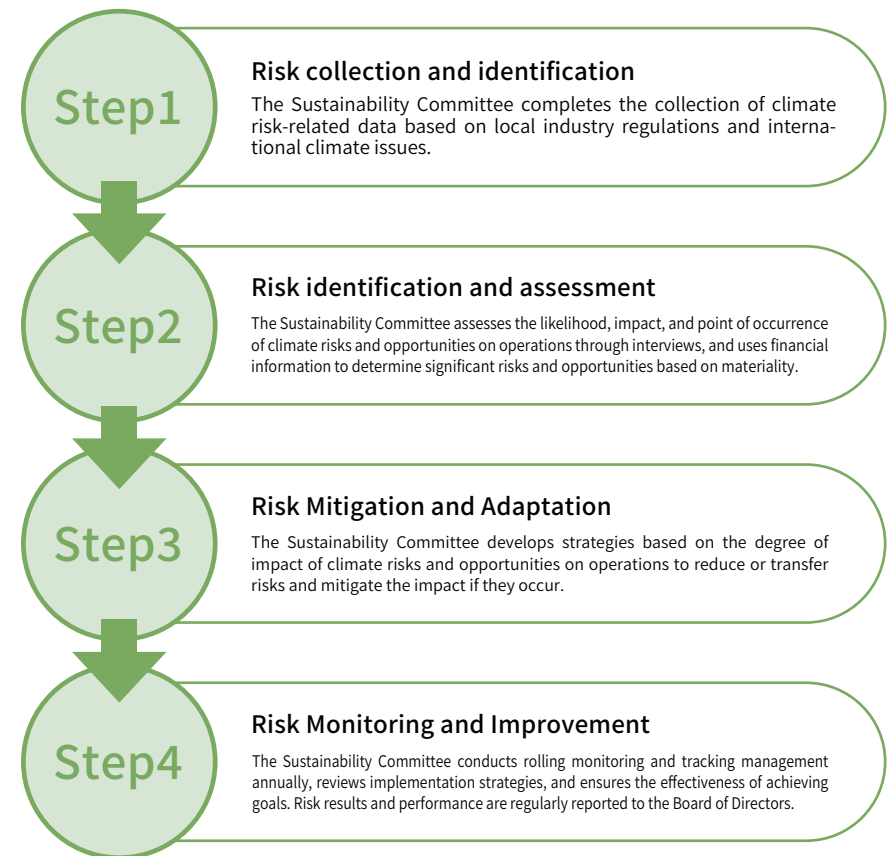 Step1
Risk collection and identification
The Sustainability Committee completes the collection of climate
risk-related data based on local industry regulations and interna-
tional climate issues.
Step2
Risk identification and assessment
The Sustainability Committee assesses the likelihood, impact, and point of occurrence
of climate risks and opportunities on operations through interviews, and uses financial
information to determine significant risks and opportunities based on materiality.
Step3
Risk Mitigation and Adaptation
The Sustainability Committee develops strategies based on the degree of
impact of climate risks and opportunities on operations to reduce or transfer
risks and mitigate the impact if they occur.
Step4
Risk Monitoring and Improvement
The Sustainability Committee conducts rolling monitoring and tracking management
annually, reviews implementation strategies, and ensures the effectiveness of achieving
goals. Risk results and performance are regularly reported to the Board of Directors.